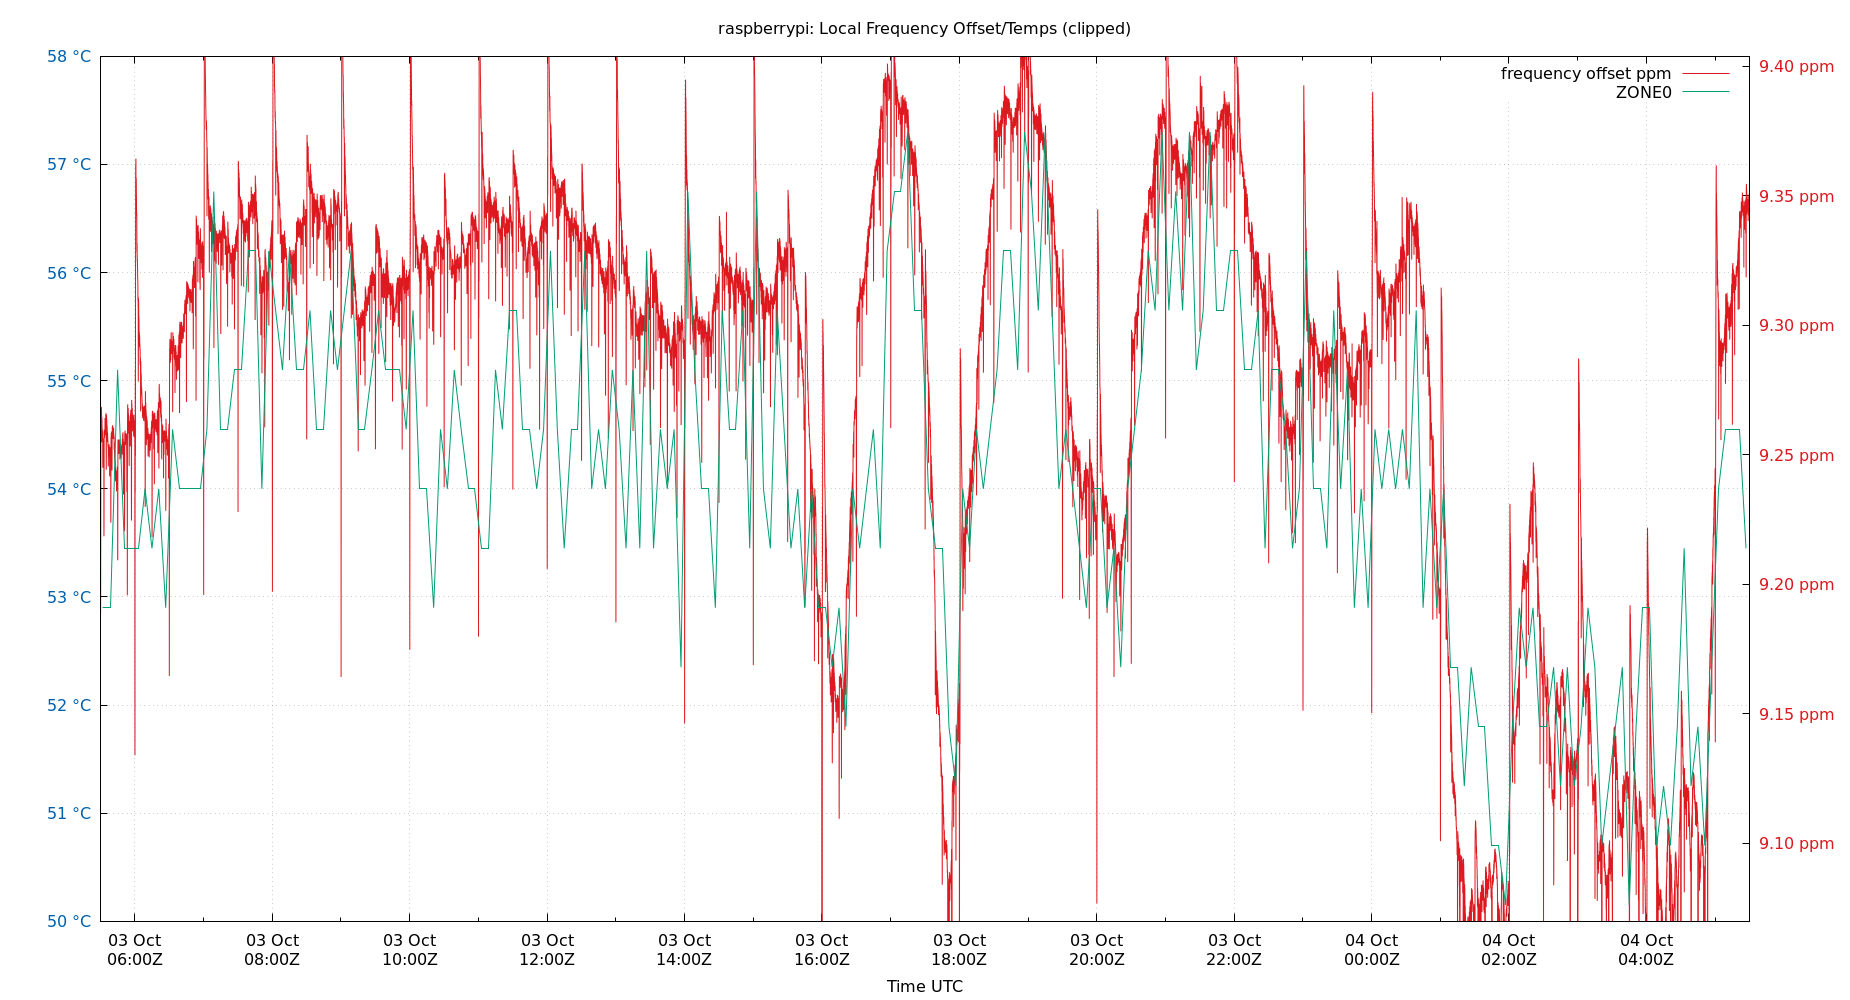 raspberrypi: Local Frequency Offset/Temps (clipped)
frequency offset ppm
ZONE0
58 °C
57 °C
56 °C
55 °C
54 °C
53 °C
52 °C
51 °C
50 °C
9.40 ppm
9.35 ppm
9.30 ppm
9.25 ppm
9.20 ppm
9.15 ppm
9.10 ppm
03 Oct 03 Oct 03 Oct 03 Oct 03 Oct 03 Oct 03 Oct 03 Oct 03 Oct 04 Oct 04 Oct 04 Oct
06:00Z 08:00Z 10:00Z 12:00Z 14:00Z 16:00Z 18:00Z 20:00Z 22:00Z 00:00Z 02:00Z 04:00Z
Time UTC